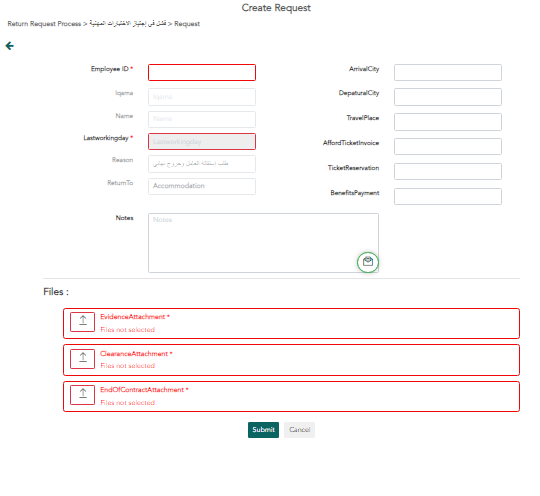 Create Request
Return Request Process > فشل في إجتياز الاختبارات المهنية > Request
Employee ID *
Iqama
Iqama
Name
Name
Lastworkingday *
Lastworkingday
Reason
طلب إستقالة العامل وخروج نهائي
ReturnTo
Accommodation
Notes
Notes
ArrivalCity
DepaturalCity
TravelPlace
AffordTicketInvoice
TicketReservation
BenefitsPayment
Files :
EvidenceAttachment *
Files not selected
ClearanceAttachment *
Files not selected
EndOfContractAttachment *
Files not selected
Submit
Cancel